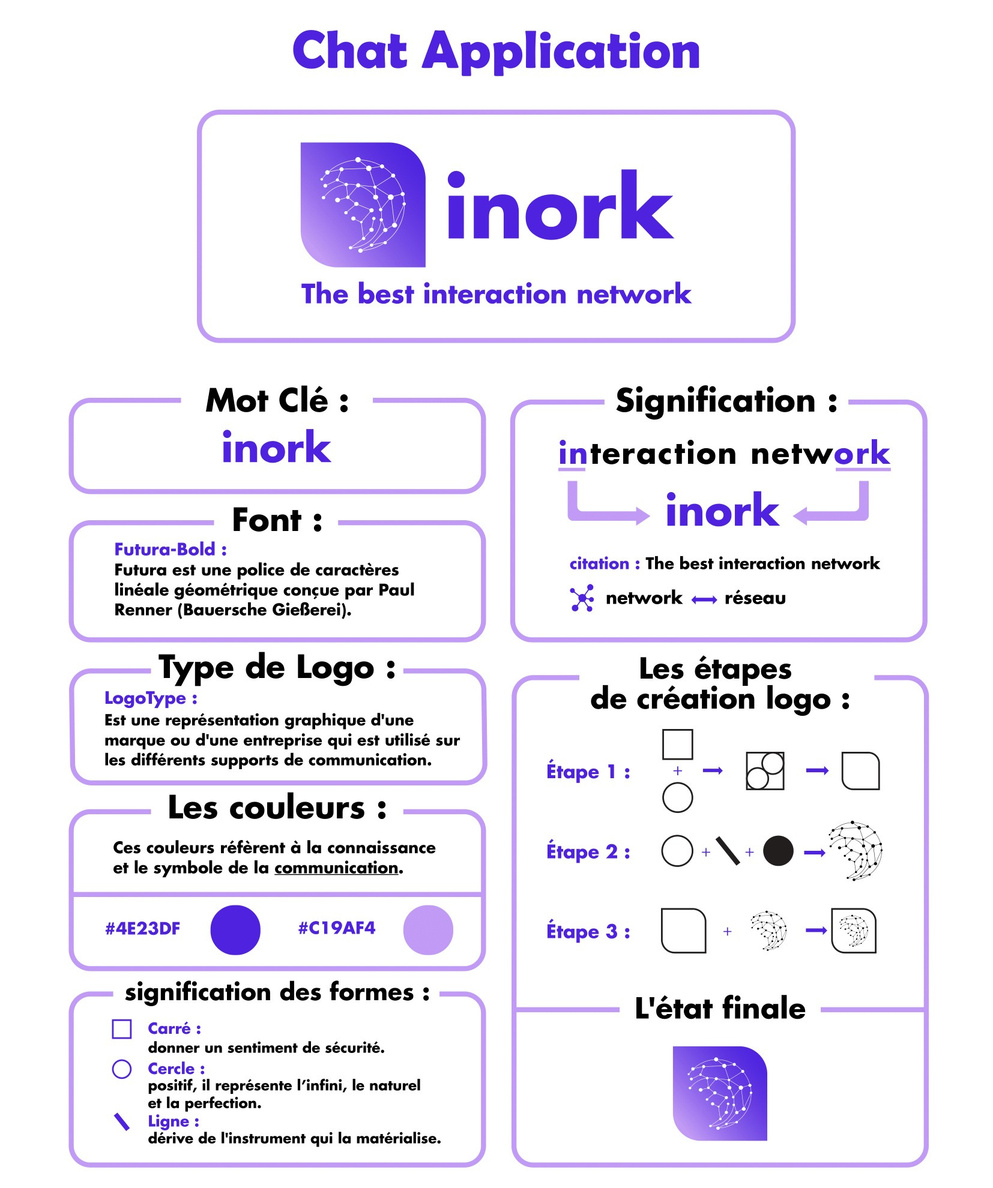 Chat Application
inork
The best interaction network
Mot Clé :
inork
Font :
Futura-Bold :
Futura est une police de caractères
linéale géométrique conçue par Paul
Renner (Bauersche Gießerei).
Type de Logo :
LogoType :
Est une représentation graphique d'une
marque ou d'une entreprise qui est utilisé sur
les différents supports de communication.
Les couleurs :
Ces couleurs réfèrent à la connaissance
et le symbole de la communication.
#4E23DF
#C19AF4
signification des formes :
Carré :
donner un sentiment de sécurité.
Cercle :
positif, il représente l’infini, le naturel
et la perfection.
Ligne :
dérive de l'instrument qui la matérialise.
Signification :
interaction network
inork
citation : The best interaction network
network réseau
Les étapes
de création logo :
Étape 1 :
+
Étape 2 :
+ +
Étape 3 :
+
L'état finale